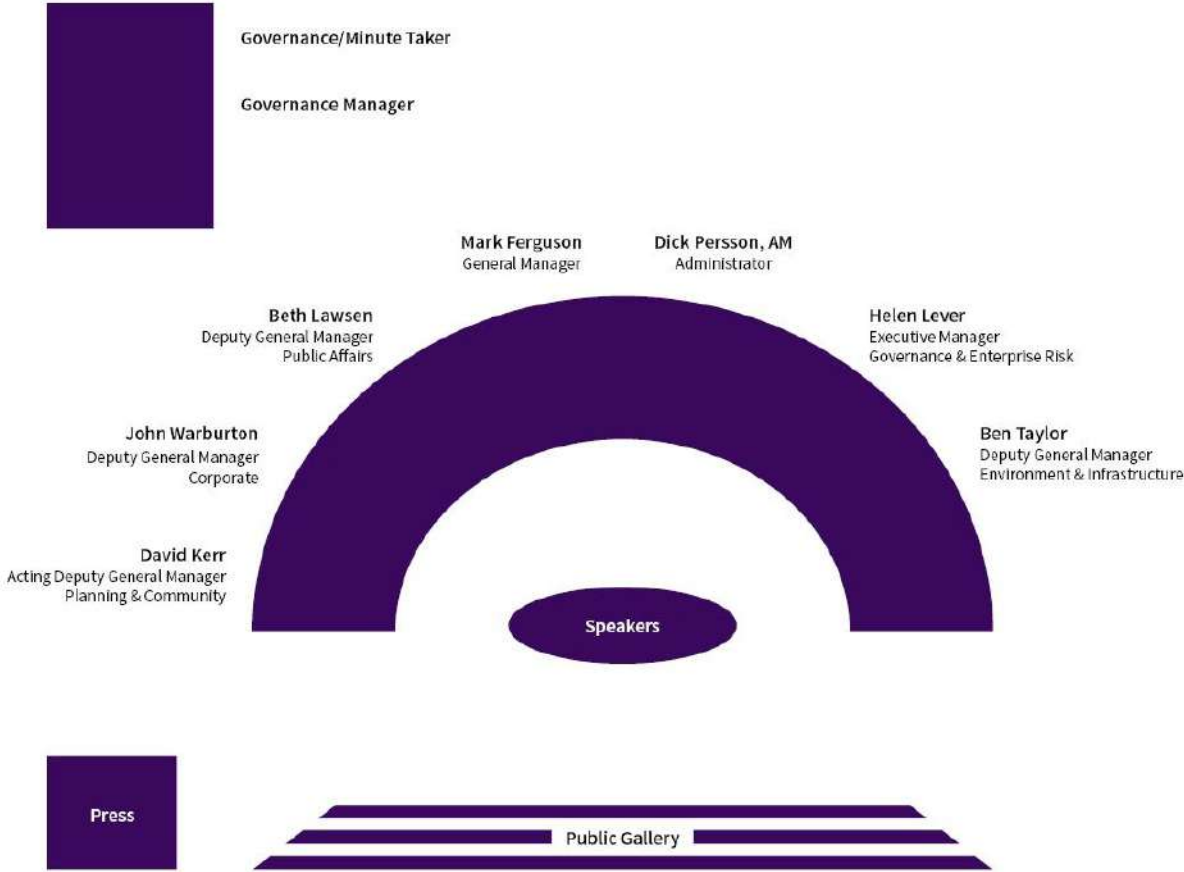 Governance/Minute Taker
Governance Manager
Mark Ferguson
General Manager
Dick Persson, AM
Administrator
Beth Lawsen
Deputy General Manager
Public Affairs
Helen Lever
Executive Manager
Governance & Enterprise Risk
John Warburton
Deputy General Manager
Corporate
Ben Taylor
Deputy General Manager
Environment & Infrastructure
David Kerr
Acting Deputy General Manager
Planning & Community
Speakers
Press
Public Gallery